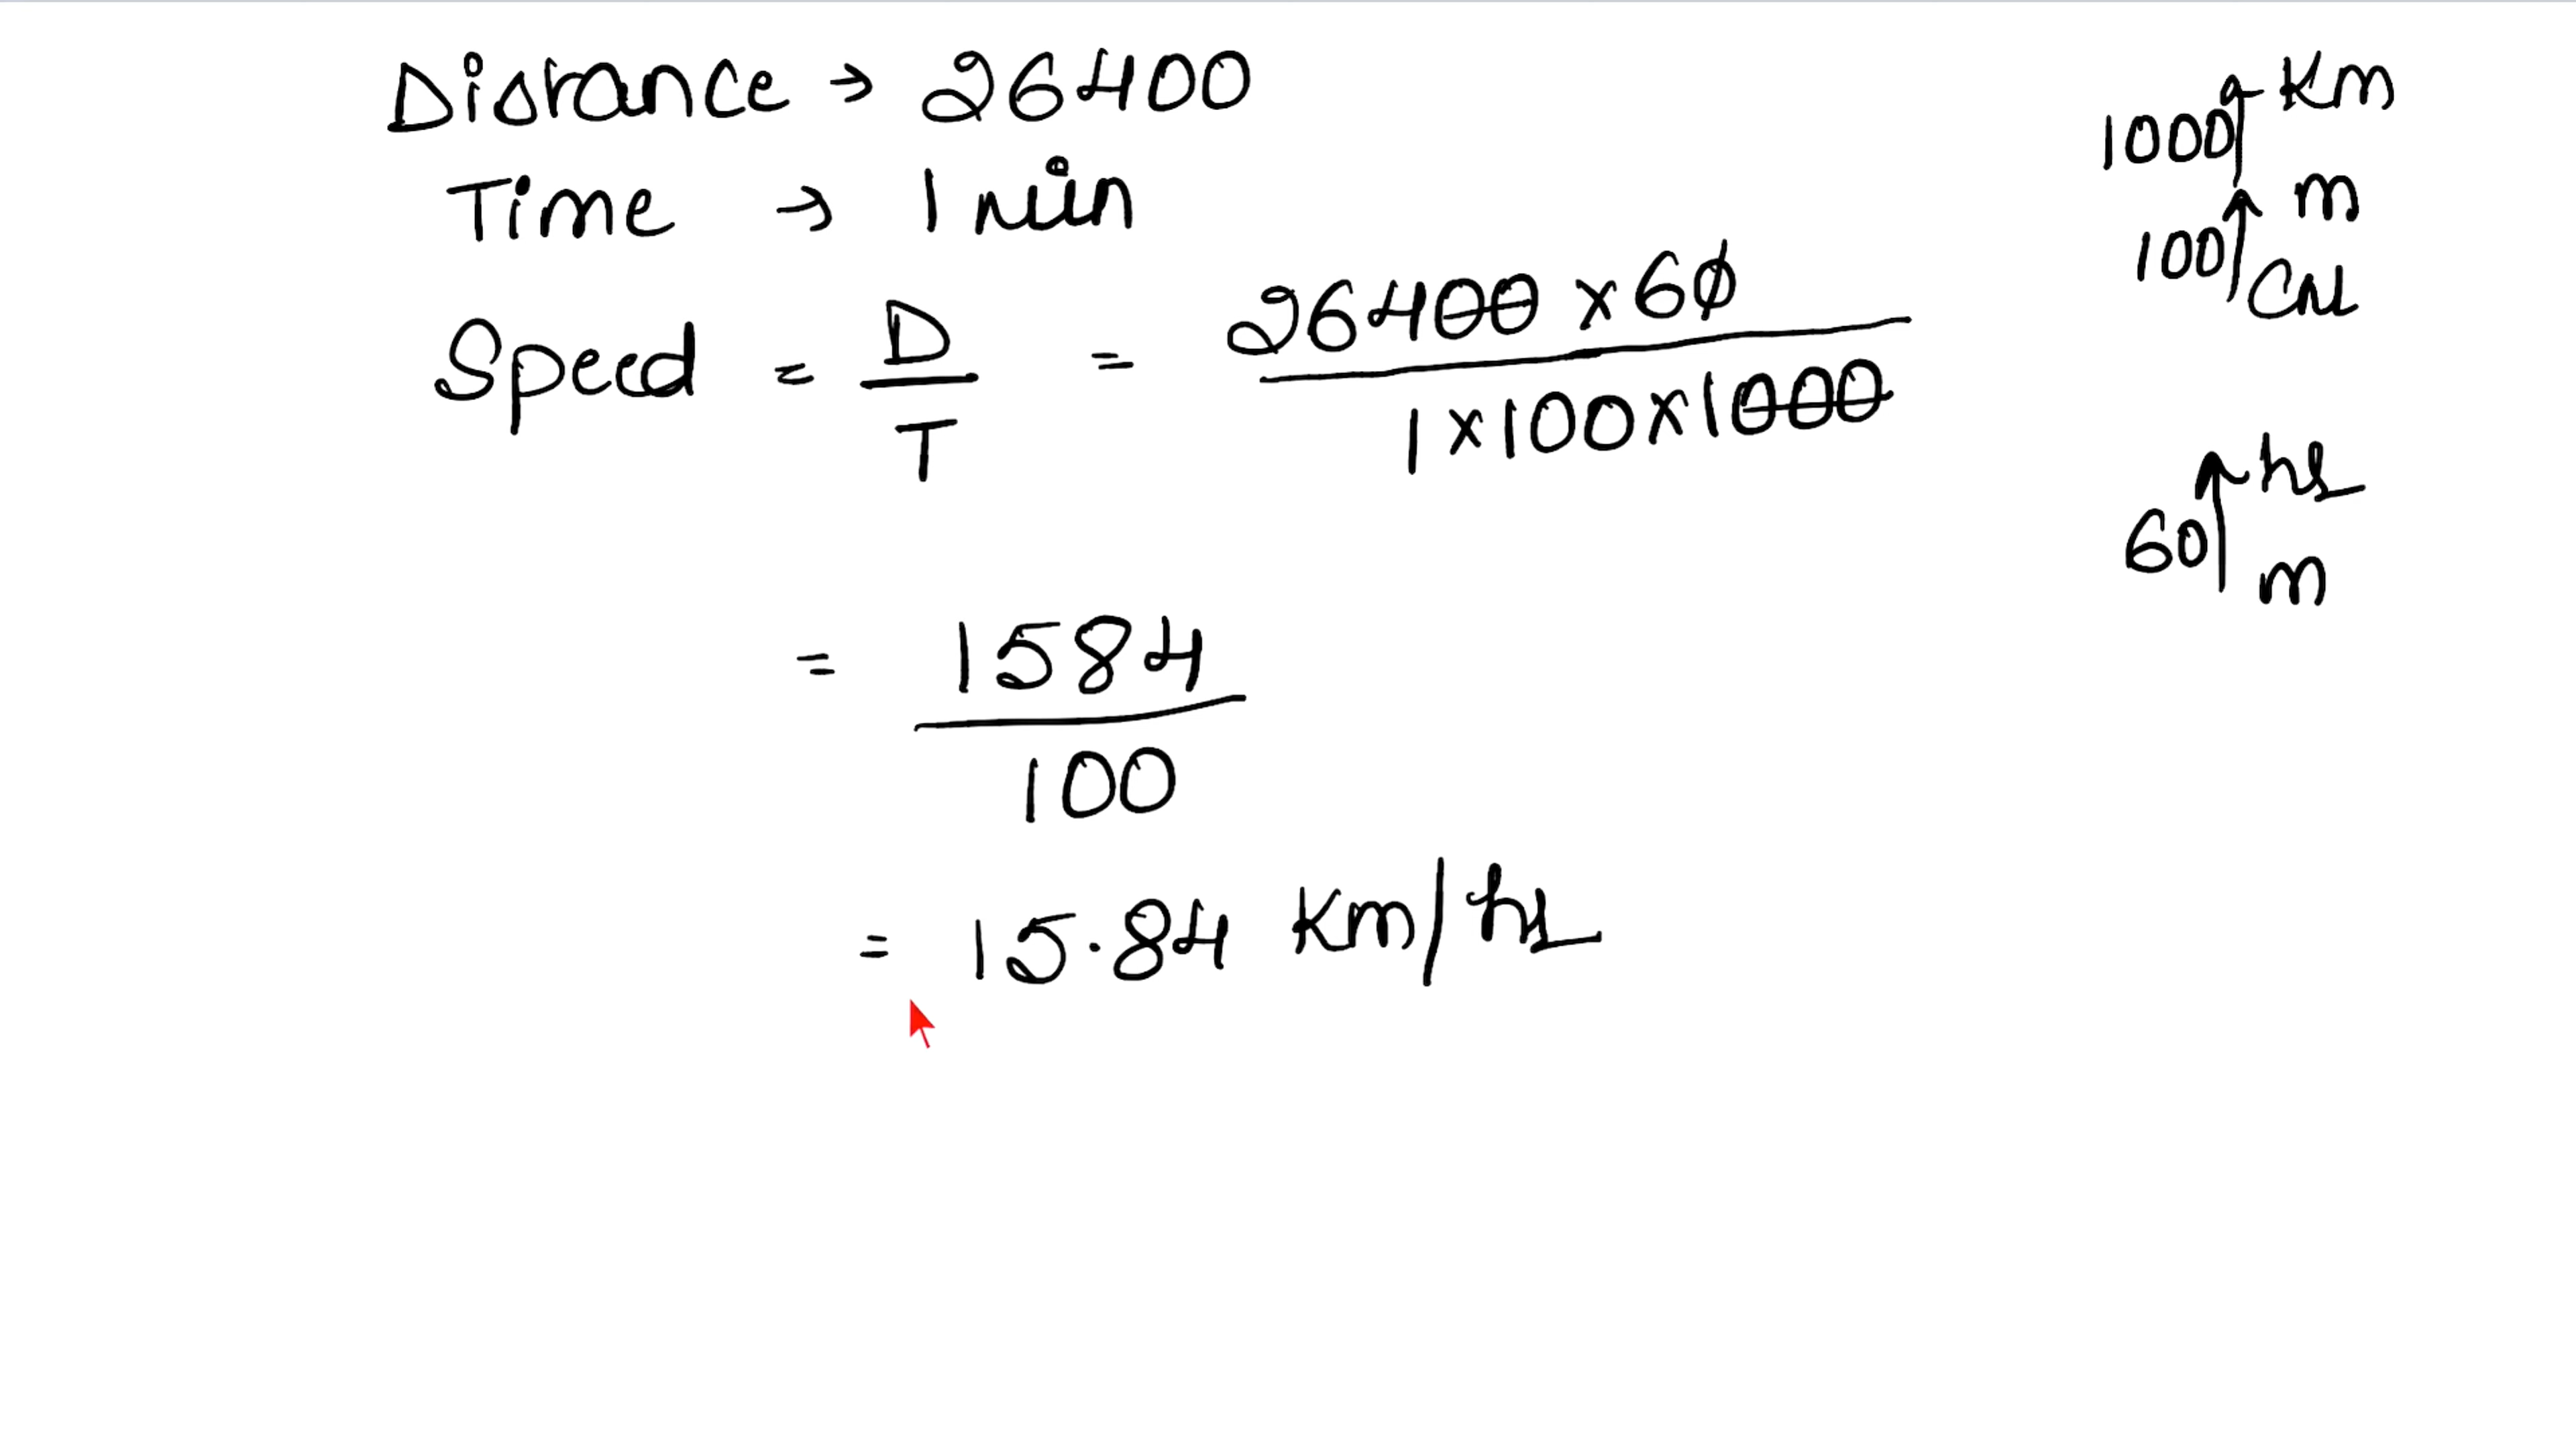 Distance → 26400
Time → 1 min
Speed = D/T = 26400 x 60 / 1 x 100 x 1000
= 1584/100
= 15.84 Km/hr
1000 Km
m
100 Cm
hr
60 m